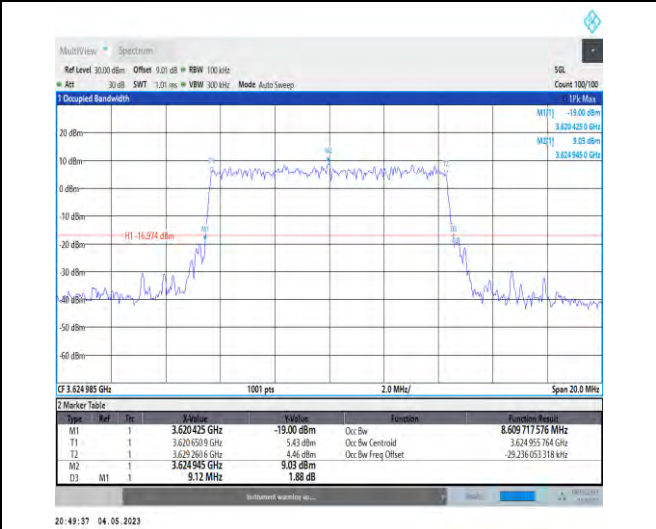 MultiView Spectrum
Ref Level 30.00 dBm Offset 9.01 dB RBW 100 kHz SGL
Att 30 dB SWT 1.01 ms VBW 300 kHz Mode Auto Sweep Count 100/100
1 Occupied Bandwidth 1Pk Max
M1[1] -19.00 dBm
3.620 425 0 GHz
M2[1] 9.03 dBm
3.624 945 0 GHz
20 dBm
M2
10 dBm
T1
0 dBm
-10 dBm
M1
H1 -16.974 dBm
-20 dBm
-30 dBm
-40 dBm
-50 dBm
-60 dBm
CF 3.624 985 GHz 1001 pts 2.0 MHz/ Span 20.0 MHz
2 Marker Table
Type Ref Trc X-Value Y-Value Function Function Result
M1 1 3.620425 GHz -19.00 dBm Occ Bw 8.609 717 576 MHz
T1 1 3.620 650 9 GHz 5.43 dBm Occ Bw Centroid 3.624 955 764 GHz
T2 1 3.629 260 6 GHz 4.46 dBm Occ Bw Freq Offset -29.236 053 318 kHz
M2 1 3.624945 GHz 9.03 dBm
D3 M1 1 9.12 MHz 1.88 dB
Instrument warming up...
20:49:37 04.05.2023